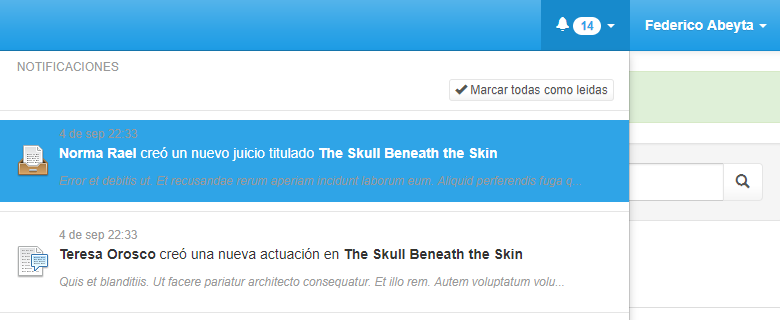 14 Federico Abeyta
NOTIFICACIONES
Marcar todas como leidas
4 de sep 22:33
Norma Rael creó un nuevo juicio titulado The Skull Beneath the Skin
Error et debitis ut. Et recusandae rerum aperiam incidunt laborum eum. Aliquid perferendis fuga q...
4 de sep 22:33
Teresa Orosco creó una nueva actuación en The Skull Beneath the Skin
Quis et blanditiis. Ut facere pariatur architecto consequatur. Et illo rem. Autem voluptatum volu...